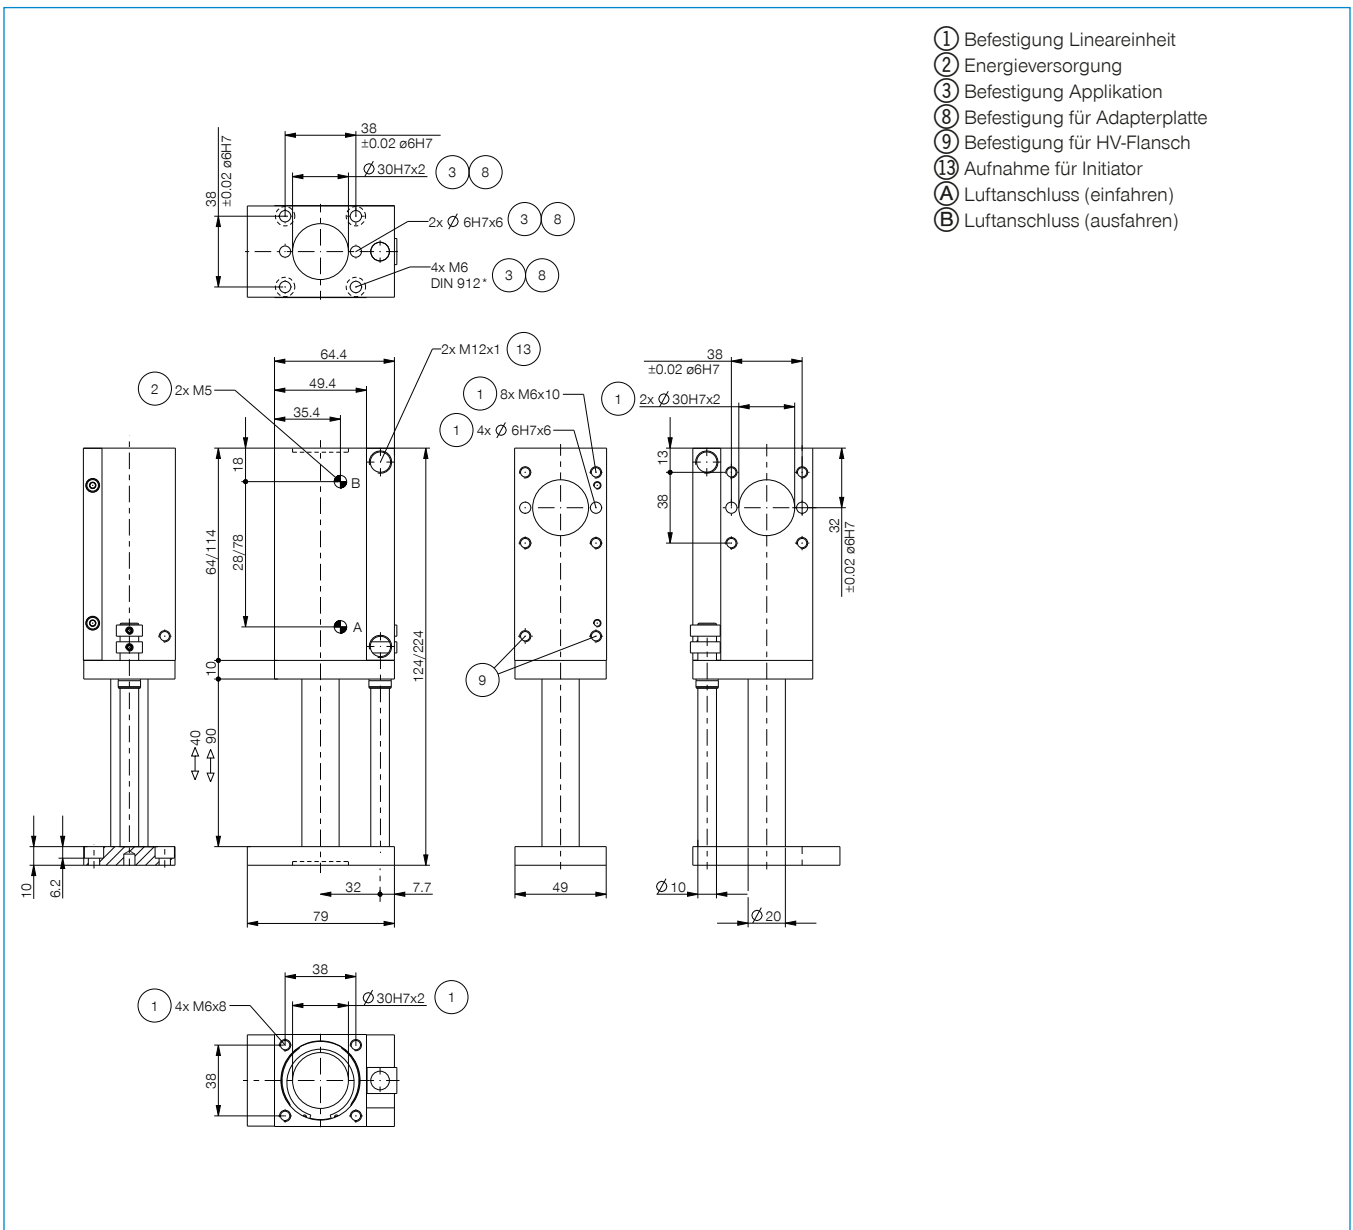 1 Befestigung Lineareinheit
2 Energieversorgung
3 Befestigung Applikation
8 Befestigung für Adapterplatte
9 Befestigung für HV-Flansch
13 Aufnahme für Initiator
A Luftanschluss (einfahren)
B Luftanschluss (ausfahren)
38
±0.02 ø6H7
Ø30H7x2 3 8
38
±0.02 ø6H7
2x Ø 6H7x6 3 8
4x M6
DIN 912* 3 8
64.4
2x M12x1 13
49.4
2 2x M5
35.4
18
B
64/114
28/78
A
124/224
10
40
90
10
6.2
32
7.7
79
1 8x M6x10
1 4x Ø 6H7x6
9
49
38
±0.02 ø6H7
1 2x Ø30H7x2
13
38
32
±0.02 ø6H7
Ø10
Ø20
38
1 4x M6x8
Ø30H7x2 1
38